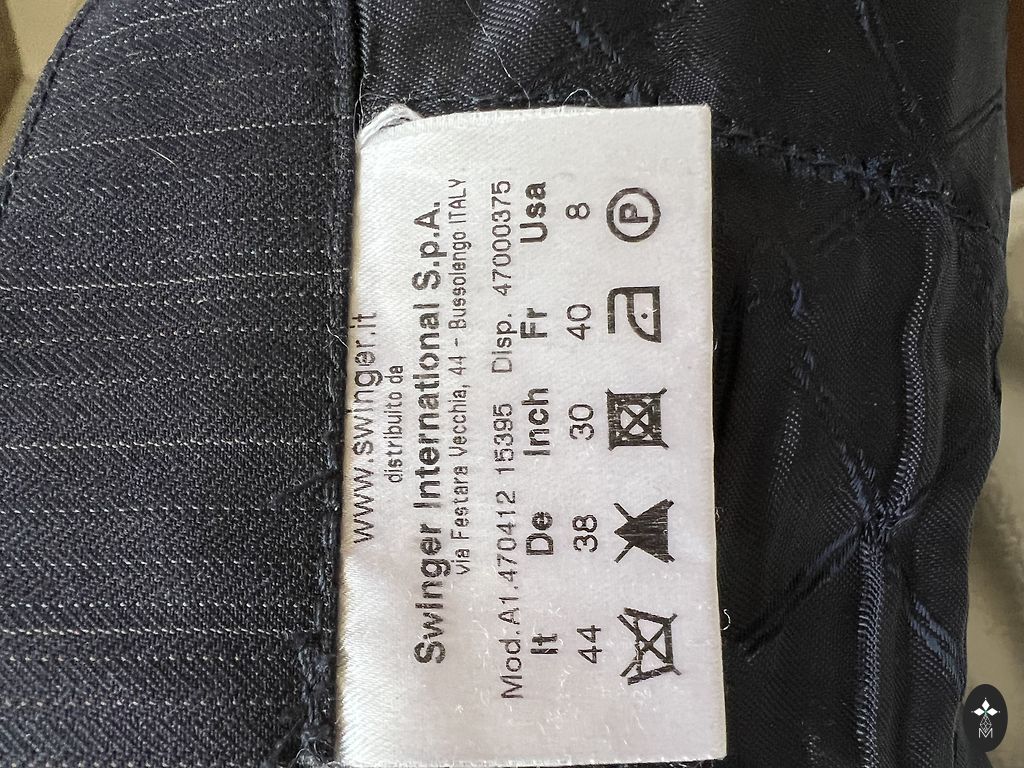 www.swinger.it
distribuito da
Swinger International S.p.A.
via Festara Vecchia, 44 - Bussolengo ITALY
Mod.A1.470412 15395 Disp. 47000375
It De Inch Fr Usa
44 38 30 40 8
P
M